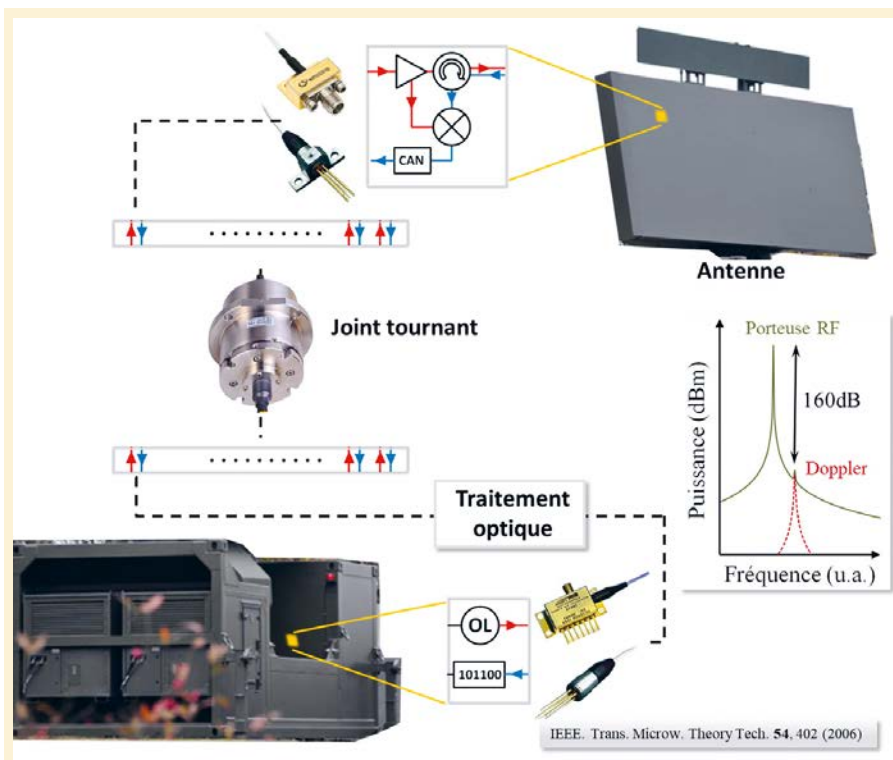 CAN
Antenne
Joint tournant
Porteuse RF
160dB
Doppler
Puissance (dBm)
Fréquence (u.a.)
Traitement
optique
OL
101100
IEEE. Trans. Microw. Theory Tech. 54, 402 (2006)